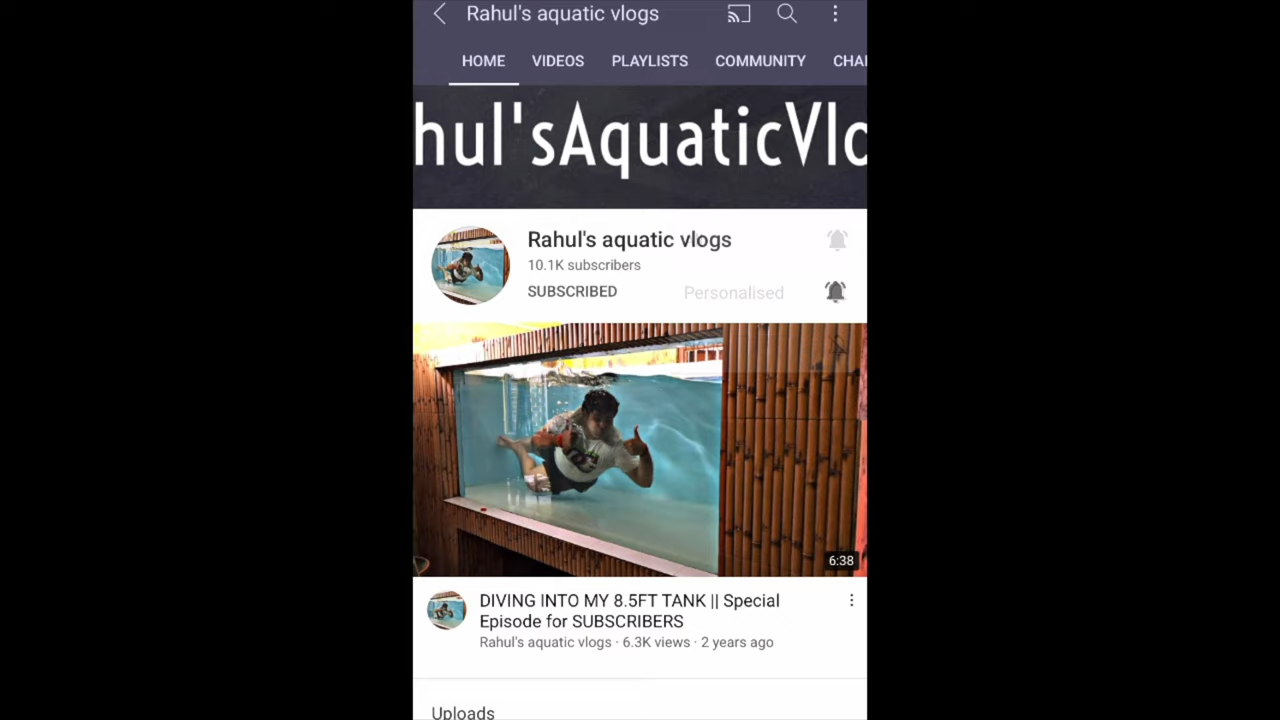 Rahul's aquatic vlogs
HOME VIDEOS PLAYLISTS COMMUNITY CHA
hul'sAquaticVlo
Rahul's aquatic vlogs
10.1K subscribers
SUBSCRIBED Personalised
6:38
DIVING INTO MY 8.5FT TANK || Special
Episode for SUBSCRIBERS
Rahul's aquatic vlogs · 6.3K views · 2 years ago
Uploads